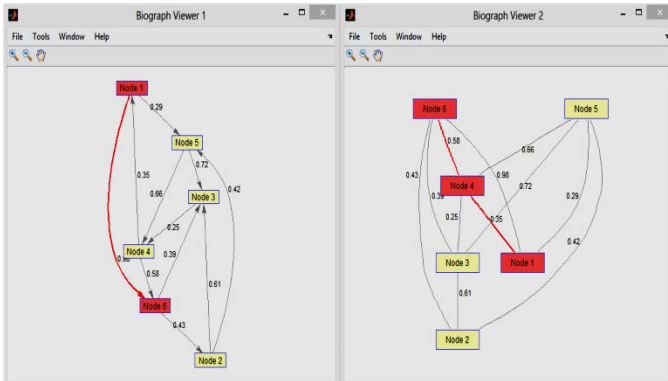 Biograph Viewer 1
File Tools Window Help
Node 1
0.29
Node 5
0.72
0.42
0.35
0.66
Node 3
0.25
Node 4
0.58
0.39
0.61
Node 6
0.43
Node 2
Biograph Viewer 2
File Tools Window Help
Node 6
Node 5
0.58
0.66
0.43
0.98
0.72
Node 4
0.39
0.29
0.25
0.35
0.42
Node 3
Node 1
0.61
Node 2